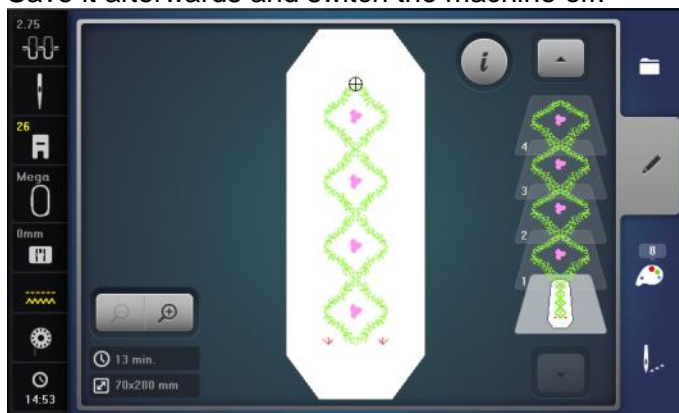 Save it afterwards and switch the machine off.
2.75
26
Mega
0mm
14:53
i
4
3
2
1
13 min.
70x280 mm
8